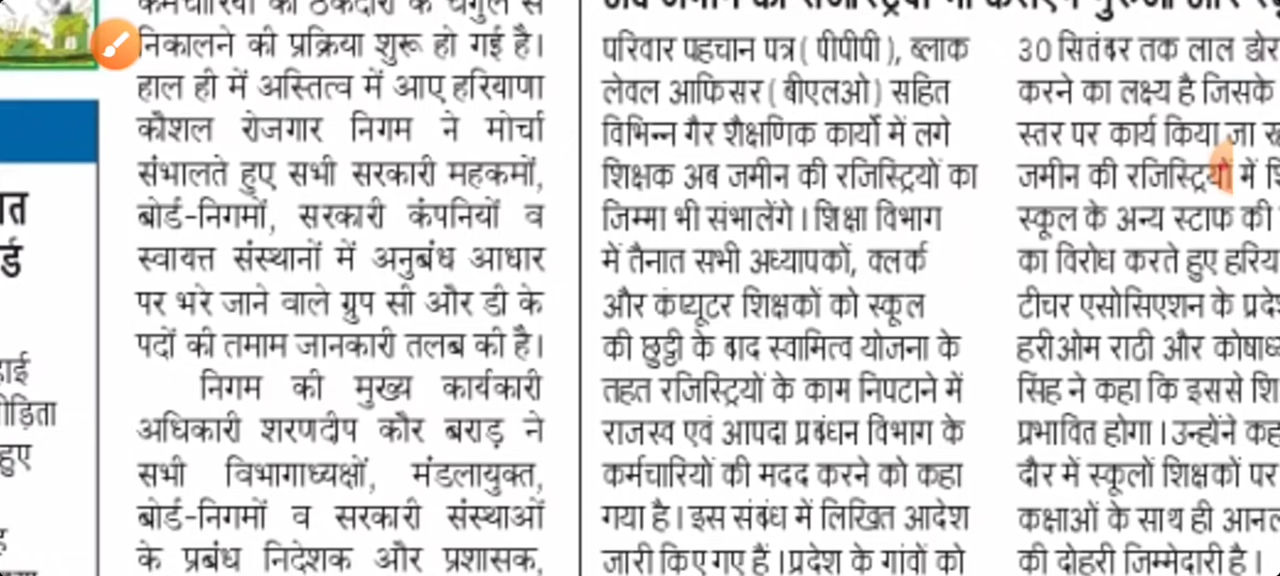 निकालने की प्रक्रिया शुरू हो गई है।
हाल ही में अस्तित्व में आए हरियाणा
कौशल रोजगार निगम ने मोर्चा
संभालते हुए सभी सरकारी महकमों,
बोर्ड-निगमों, सरकारी कंपनियों व
स्वायत्त संस्थानों में अनुबंध आधार
पर भरे जाने वाले ग्रुप सी और डी के
पदों की तमाम जानकारी तलब की है।
निगम की मुख्य कार्यकारी
अधिकारी शरणदीप कौर बराड़ ने
सभी विभागाध्यक्षों, मंडलायुक्त,
बोर्ड-निगमों व सरकारी संस्थाओं
के प्रबंध निदेशक और प्रशासक,
परिवार पहचान पत्र ( पीपीपी ), ब्लाक
लेवल आफिसर ( बीएलओ ) सहित
विभिन्न गैर शैक्षणिक कार्यों में लगे
शिक्षक अब जमीन की रजिस्ट्रियों का
जिम्मा भी संभालेंगे। शिक्षा विभाग
में तैनात सभी अध्यापकों, क्लर्क
और कंप्यूटर शिक्षकों को स्कूल
की छुट्टी के बाद स्वामित्व योजना के
तहत रजिस्ट्रियों के काम निपटाने में
राजस्व एवं आपदा प्रबंधन विभाग के
कर्मचारियों की मदद करने को कहा
गया है। इस संबंध में लिखित आदेश
जारी किए गए हैं। प्रदेश के गांवों को
30 सितंबर तक लाल
करने का लक्ष्य है जिसके
स्तर पर कार्य किया जा
जमीन की रजिस्ट्रियों में
स्कूल के अन्य स्टाफ की
का विरोध करते हुए
टीचर एसोसिएशन के
हरीओम राठी और
सिंह ने कहा कि इससे
प्रभावित होगा। उन्होंने
दौर में स्कूलों शिक्षकों पर
कक्षाओं के साथ ही
की दोहरी जिम्मेदारी है।